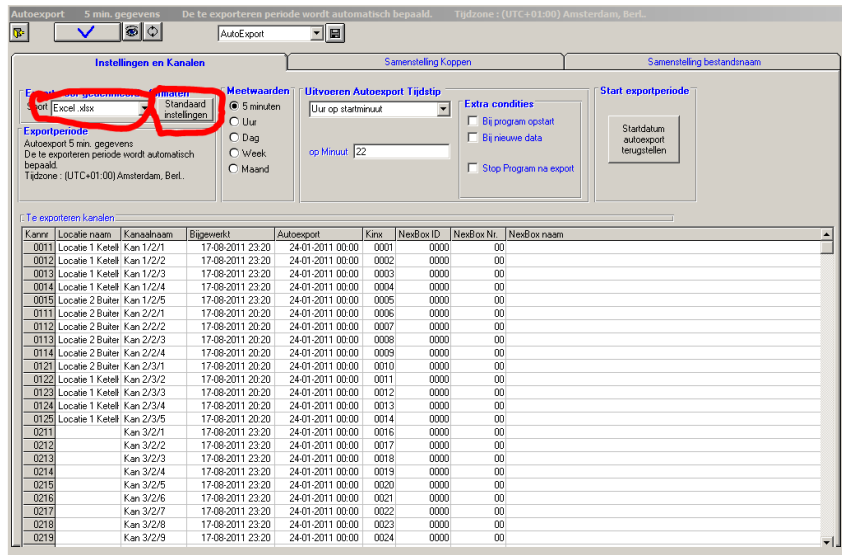 Autoexport 5 min. gegevens De te exporteren periode wordt automatisch bepaald. Tijdzone : (UTC+01:00) Amsterdam, Berl..
AutoExport
Instellingen en Kanalen Samenstelling Koppen Samenstelling bestandsnaam
Meetwaarden Uitvoeren Autoexport Tijdstip Start exportperiode
Excel .xlsx Standaard instellingen
5 minuten
Uur
Dag
Week
Maand
Uur op startminuut
op Minuut 22
Extra condities
Bij program opstart
Bij nieuwe data
Stop Program na export
Startdatum
autoexport
terugstellen
Exportperiode
Autoexport 5 min. gegevens
De te exporteren periode wordt automatisch
bepaald.
Tijdzone : (UTC+01:00) Amsterdam, Berl..
Te exporteren kanalen
Kannr Locatie naam Kanaalnaam Bijgewerkt Autoexport Kinx NexBox ID NexBox Nr. NexBox naam
0011 Locatie 1 Ketelh Kan 1/2/1 17-08-2011 23:20 24-01-2011 00:00 0001 0000 00
0012 Locatie 1 Ketelh Kan 1/2/2 17-08-2011 23:20 24-01-2011 00:00 0002 0000 00
0013 Locatie 1 Ketelh Kan 1/2/3 17-08-2011 23:20 24-01-2011 00:00 0003 0000 00
0014 Locatie 1 Ketelh Kan 1/2/4 17-08-2011 23:20 24-01-2011 00:00 0004 0000 00
0015 Locatie 2 Buiter Kan 1/2/5 17-08-2011 23:20 24-01-2011 00:00 0005 0000 00
0111 Locatie 2 Buiter Kan 2/2/1 17-08-2011 20:20 24-01-2011 00:00 0006 0000 00
0112 Locatie 2 Buiter Kan 2/2/2 17-08-2011 20:20 24-01-2011 00:00 0007 0000 00
0113 Locatie 2 Buiter Kan 2/2/3 17-08-2011 20:20 24-01-2011 00:00 0008 0000 00
0114 Locatie 2 Buiter Kan 2/2/4 17-08-2011 20:20 24-01-2011 00:00 0009 0000 00
0121 Locatie 2 Buiter Kan 2/3/1 17-08-2011 20:20 24-01-2011 00:00 0010 0000 00
0122 Locatie 1 Ketelh Kan 2/3/2 17-08-2011 20:20 24-01-2011 00:00 0011 0000 00
0123 Locatie 1 Ketelh Kan 2/3/3 17-08-2011 20:20 24-01-2011 00:00 0012 0000 00
0124 Locatie 1 Ketelh Kan 2/3/4 17-08-2011 20:20 24-01-2011 00:00 0013 0000 00
0125 Locatie 1 Ketelh Kan 2/3/5 17-08-2011 20:20 24-01-2011 00:00 0014 0000 00
0211 Kan 3/2/1 17-08-2011 23:20 24-01-2011 00:00 0016 0000 00
0212 Kan 3/2/2 17-08-2011 23:20 24-01-2011 00:00 0017 0000 00
0213 Kan 3/2/3 17-08-2011 23:20 24-01-2011 00:00 0018 0000 00
0214 Kan 3/2/4 17-08-2011 23:20 24-01-2011 00:00 0019 0000 00
0215 Kan 3/2/5 17-08-2011 23:20 24-01-2011 00:00 0020 0000 00
0216 Kan 3/2/6 17-08-2011 23:20 24-01-2011 00:00 0021 0000 00
0217 Kan 3/2/7 17-08-2011 23:20 24-01-2011 00:00 0022 0000 00
0218 Kan 3/2/8 17-08-2011 23:20 24-01-2011 00:00 0023 0000 00
0219 Kan 3/2/9 17-08-2011 23:20 24-01-2011 00:00 0024 0000 00